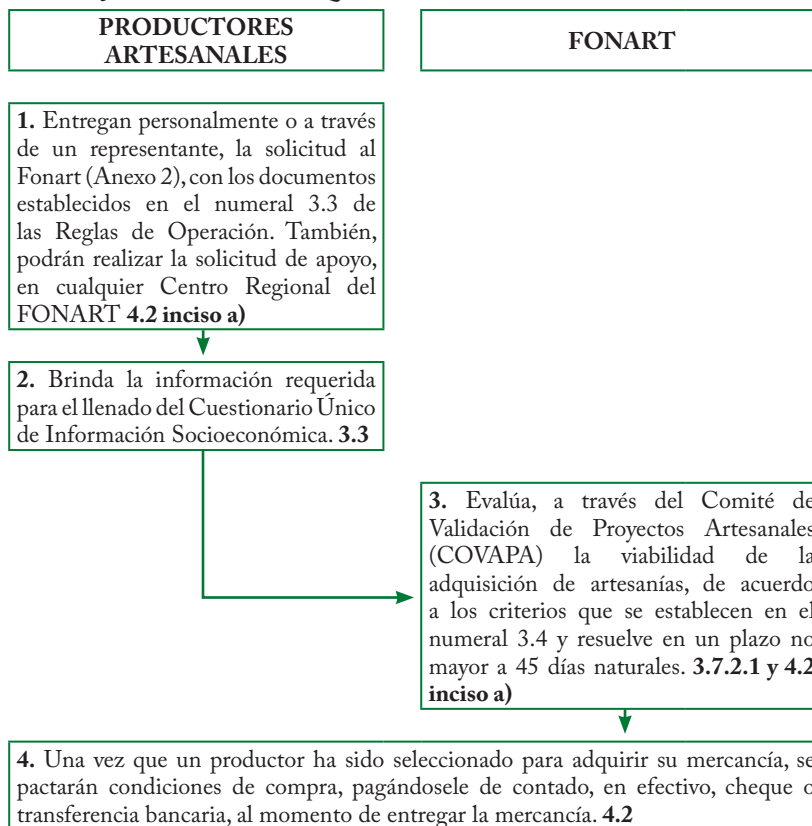 PRODUCTORES
ARTESANALES
FONART
1. Entregan personalmente o a través
de un representante, la solicitud al
Fonart (Anexo 2), con los documentos
establecidos en el numeral 3.3 de
las Reglas de Operación. También,
podrán realizar la solicitud de apoyo,
en cualquier Centro Regional del
FONART 4.2 inciso a)
2. Brinda la información requerida
para el llenado del Cuestionario Único
de Información Socioeconómica. 3.3
3. Evalúa, a través del Comité de
Validación de Proyectos Artesanales
(COVAPA) la viabilidad de la
adquisición de artesanías, de acuerdo
a los criterios que se establecen en el
numeral 3.4 y resuelve en un plazo no
mayor a 45 días naturales. 3.7.2.1 y 4.2
inciso a)
4. Una vez que un productor ha sido seleccionado para adquirir su mercancía, se
pactarán condiciones de compra, pagándosele de contado, en efectivo, cheque o
transferencia bancaria, al momento de entregar la mercancía. 4.2